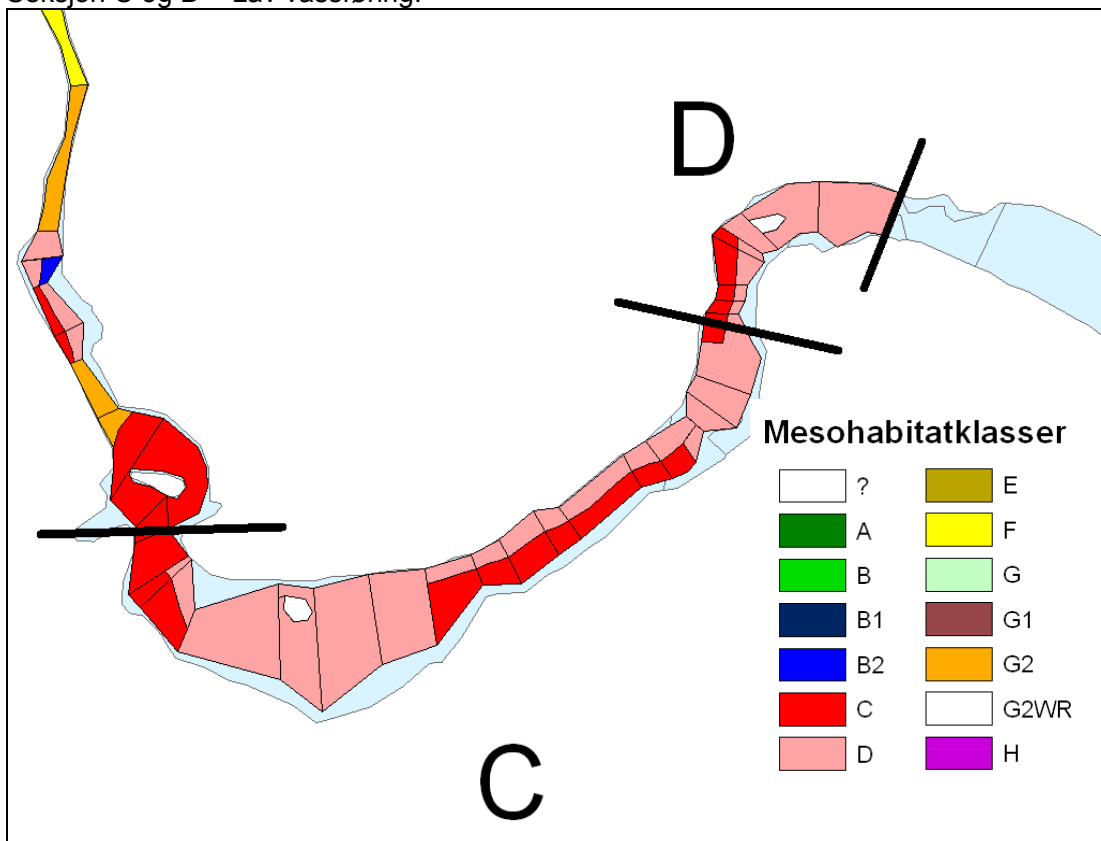 Seksjon C og D – Lav vassføring.
D
Mesohabitatklasser
? E
A F
B G
B1 G1
B2 G2
C G2WR
D H
C